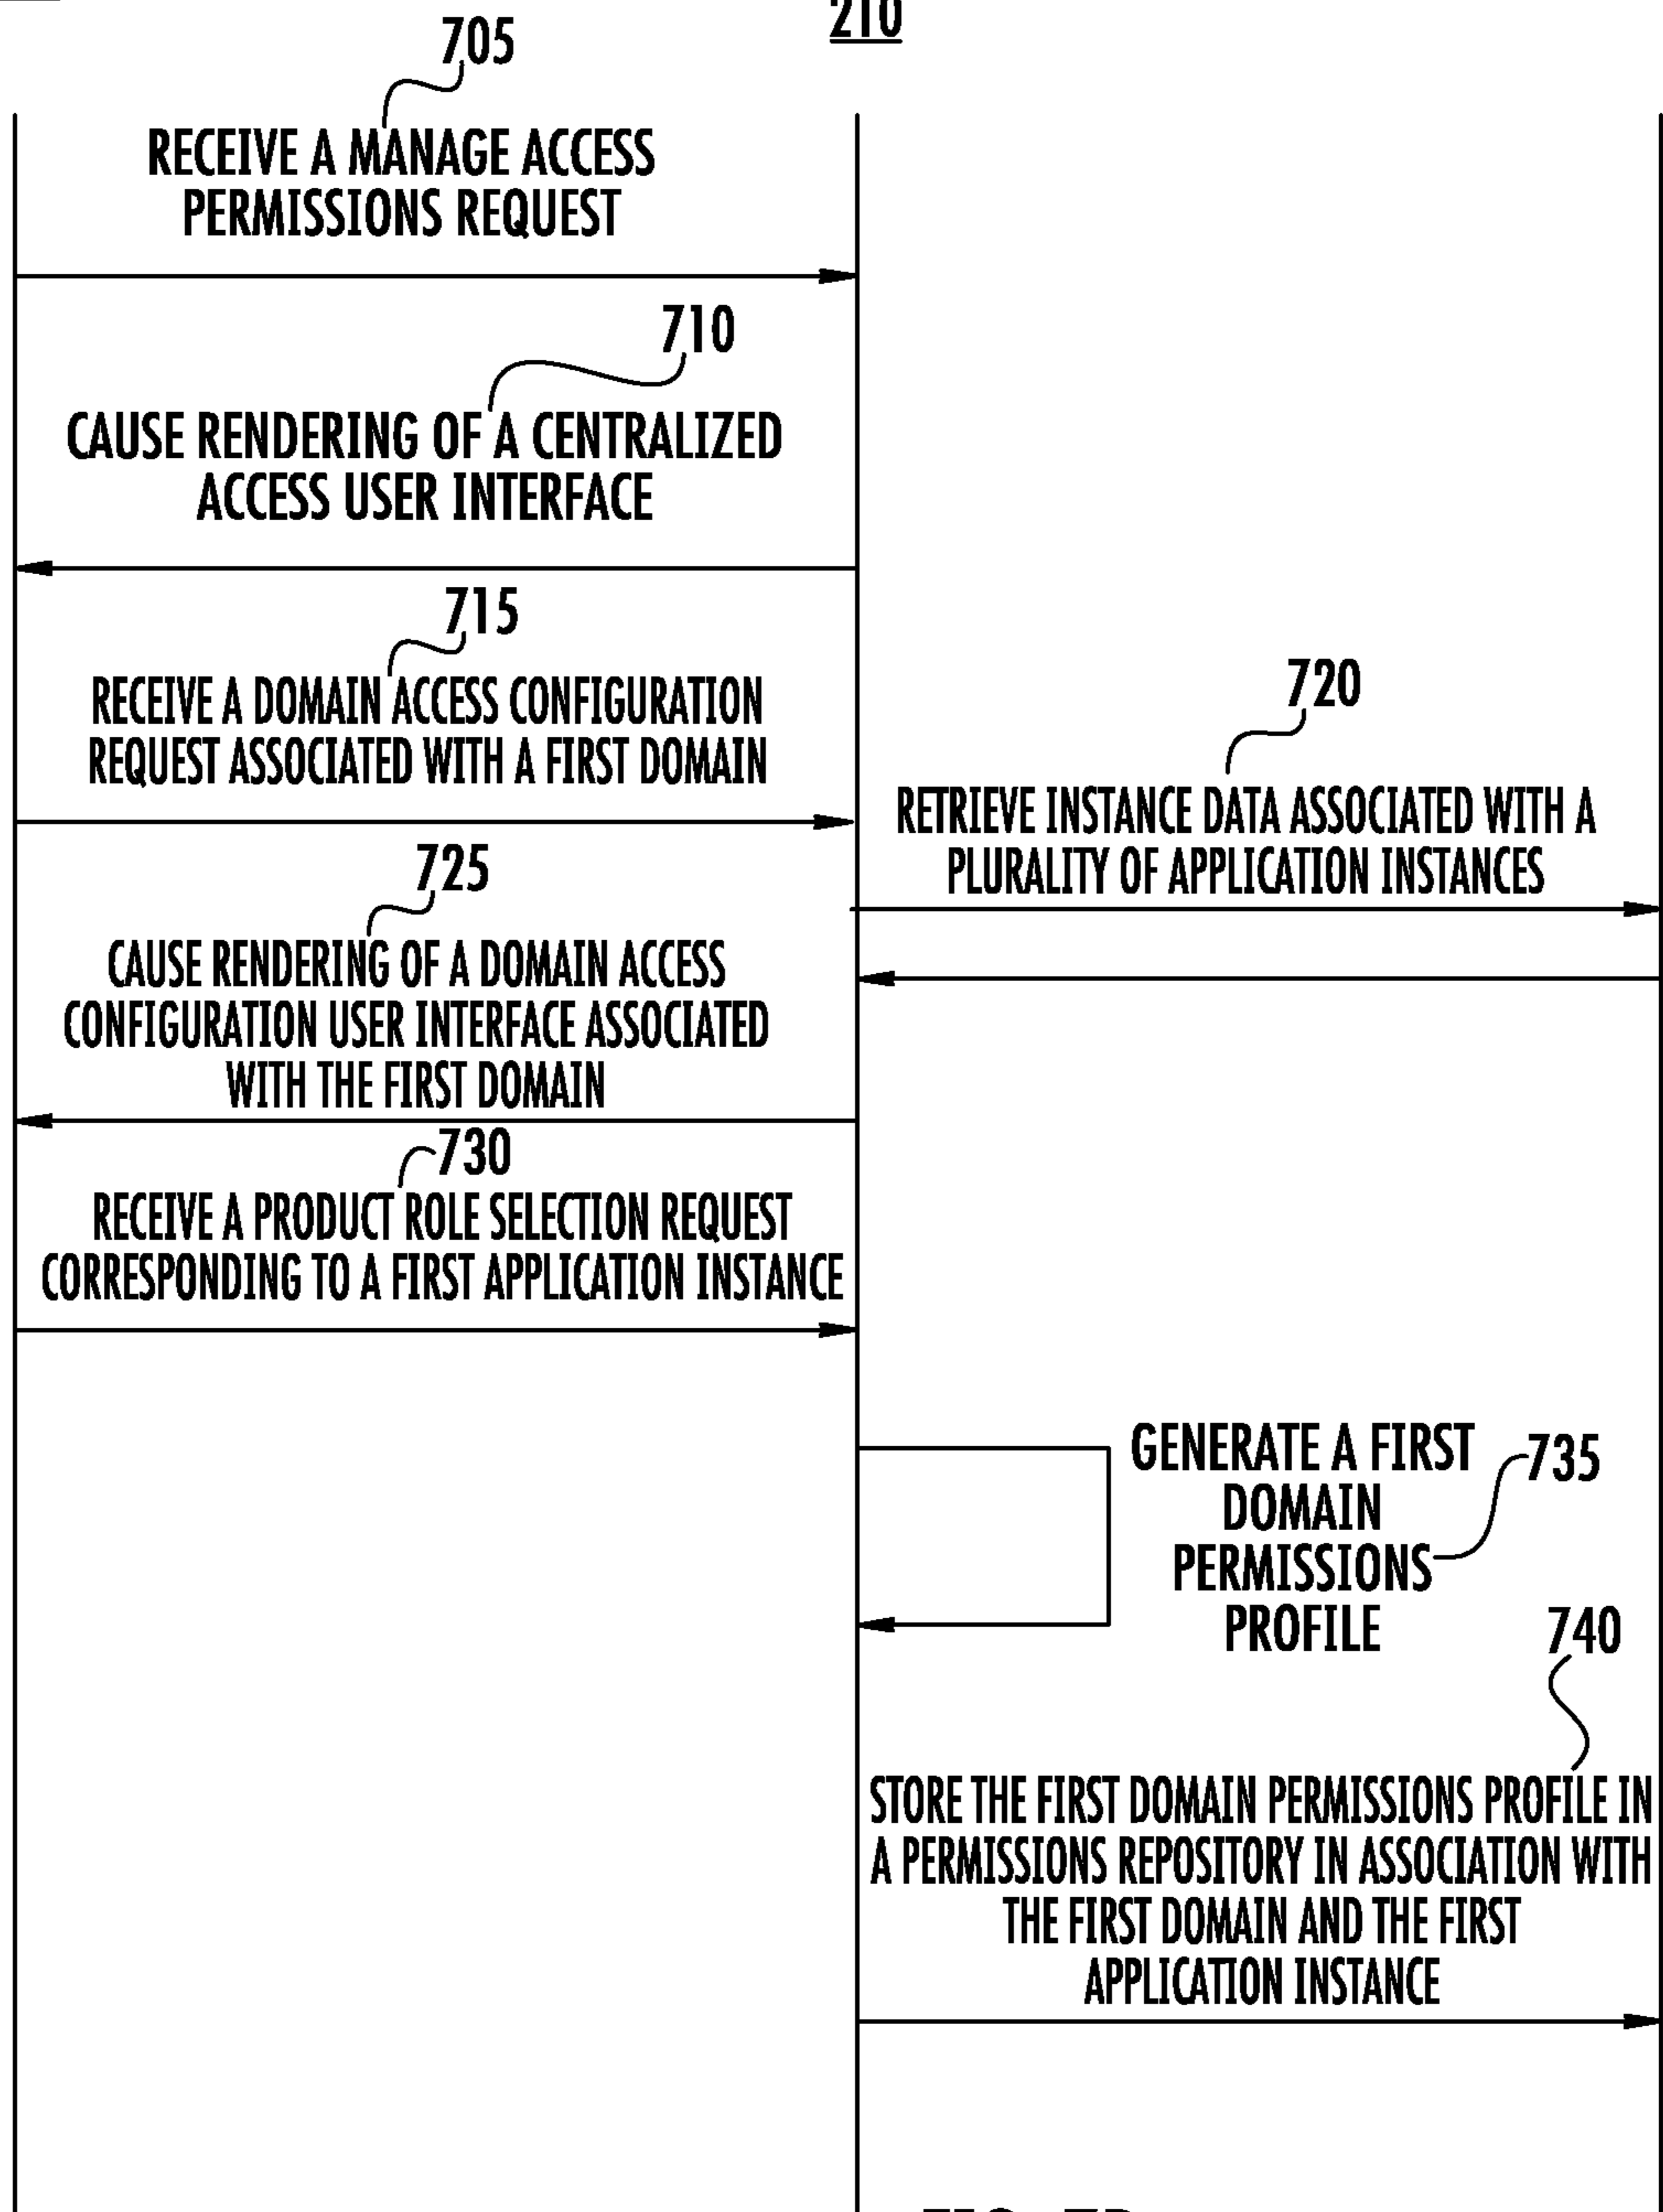 210
705
RECEIVE A MANAGE ACCESS
PERMISSIONS REQUEST
710
CAUSE RENDERING OF A CENTRALIZED
ACCESS USER INTERFACE
715
RECEIVE A DOMAIN ACCESS CONFIGURATION
REQUEST ASSOCIATED WITH A FIRST DOMAIN
720
RETRIEVE INSTANCE DATA ASSOCIATED WITH A
PLURALITY OF APPLICATION INSTANCES
725
CAUSE RENDERING OF A DOMAIN ACCESS
CONFIGURATION USER INTERFACE ASSOCIATED
WITH THE FIRST DOMAIN
730
RECEIVE A PRODUCT ROLE SELECTION REQUEST
CORRESPONDING TO A FIRST APPLICATION INSTANCE
GENERATE A FIRST
DOMAIN
PERMISSIONS
PROFILE
735
740
STORE THE FIRST DOMAIN PERMISSIONS PROFILE IN
A PERMISSIONS REPOSITORY IN ASSOCIATION WITH
THE FIRST DOMAIN AND THE FIRST
APPLICATION INSTANCE